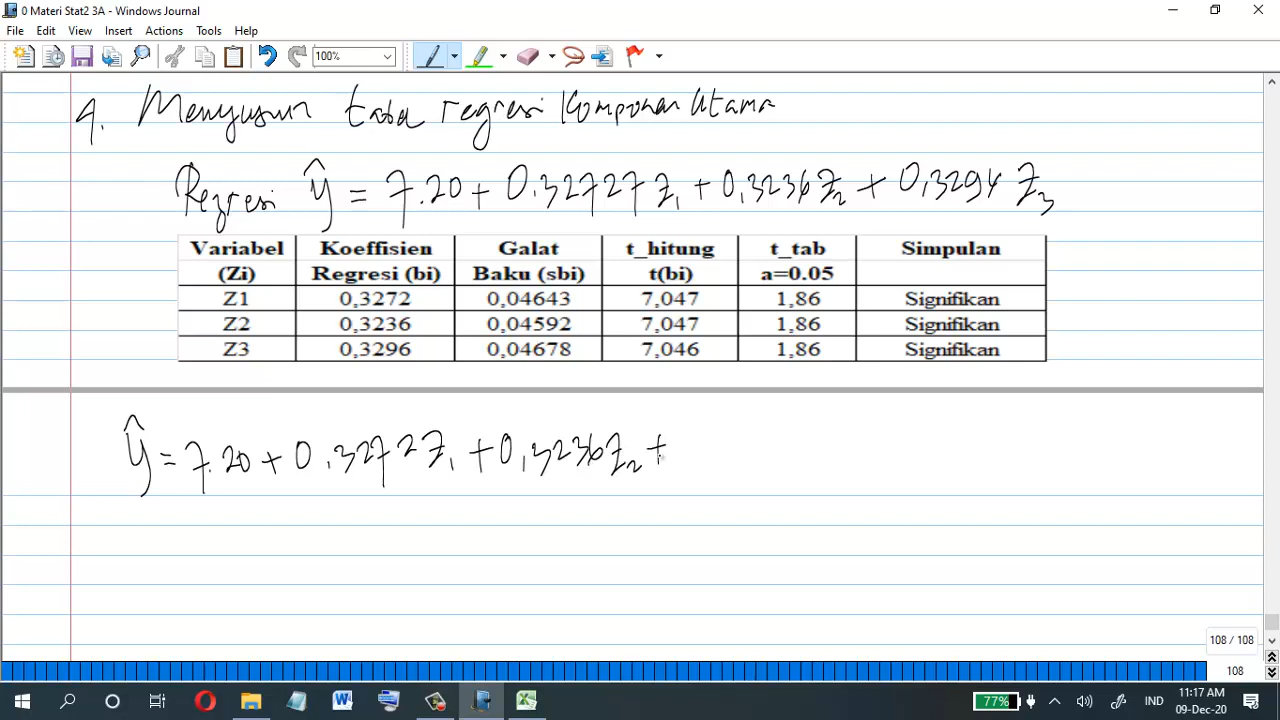 0 Materi Stat2 3A - Windows Journal
File Edit View Insert Actions Tools Help
100%
4. Menyusun tabel regresi Komponen Utama
Regresi ŷ = 7.20 + 0.32727 Z₁ + 0,3236 Z₂ + 0,3294 Z₃
Variabel (Zi) Koeffisien Regresi (bi) Galat Baku (sbi) t_hitung t(bi) t_tab a=0.05 Simpulan
Z1 0,3272 0,04643 7,047 1,86 Signifikan
Z2 0,3236 0,04592 7,047 1,86 Signifikan
Z3 0,3296 0,04678 7,046 1,86 Signifikan
ŷ = 7.20 + 0.3272 Z₁ + 0,3236 Z₂ +
108 / 108
108
77% IND 11:17 AM
09-Dec-20